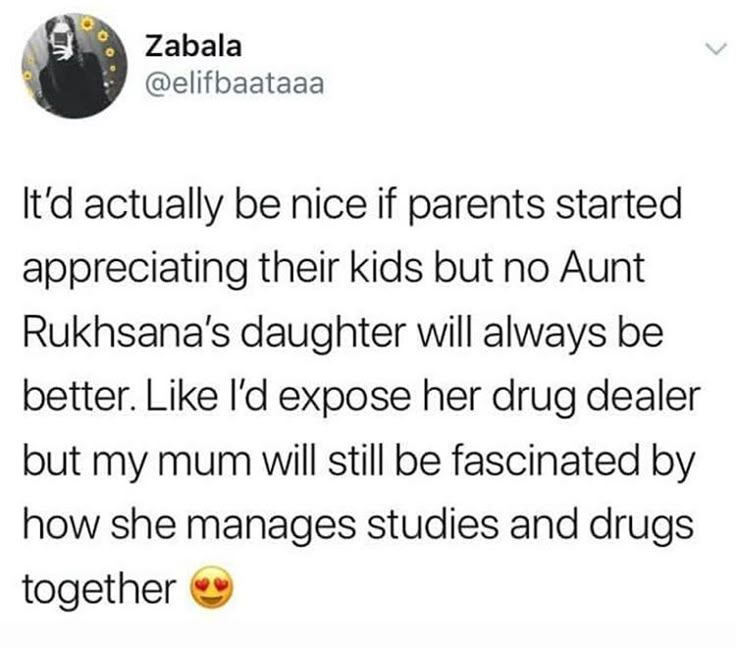 Zabala
@elifbaataaa
It'd actually be nice if parents started
appreciating their kids but no Aunt
Rukhsana's daughter will always be
better. Like I'd expose her drug dealer
but my mum will still be fascinated by
how she manages studies and drugs
together 😍